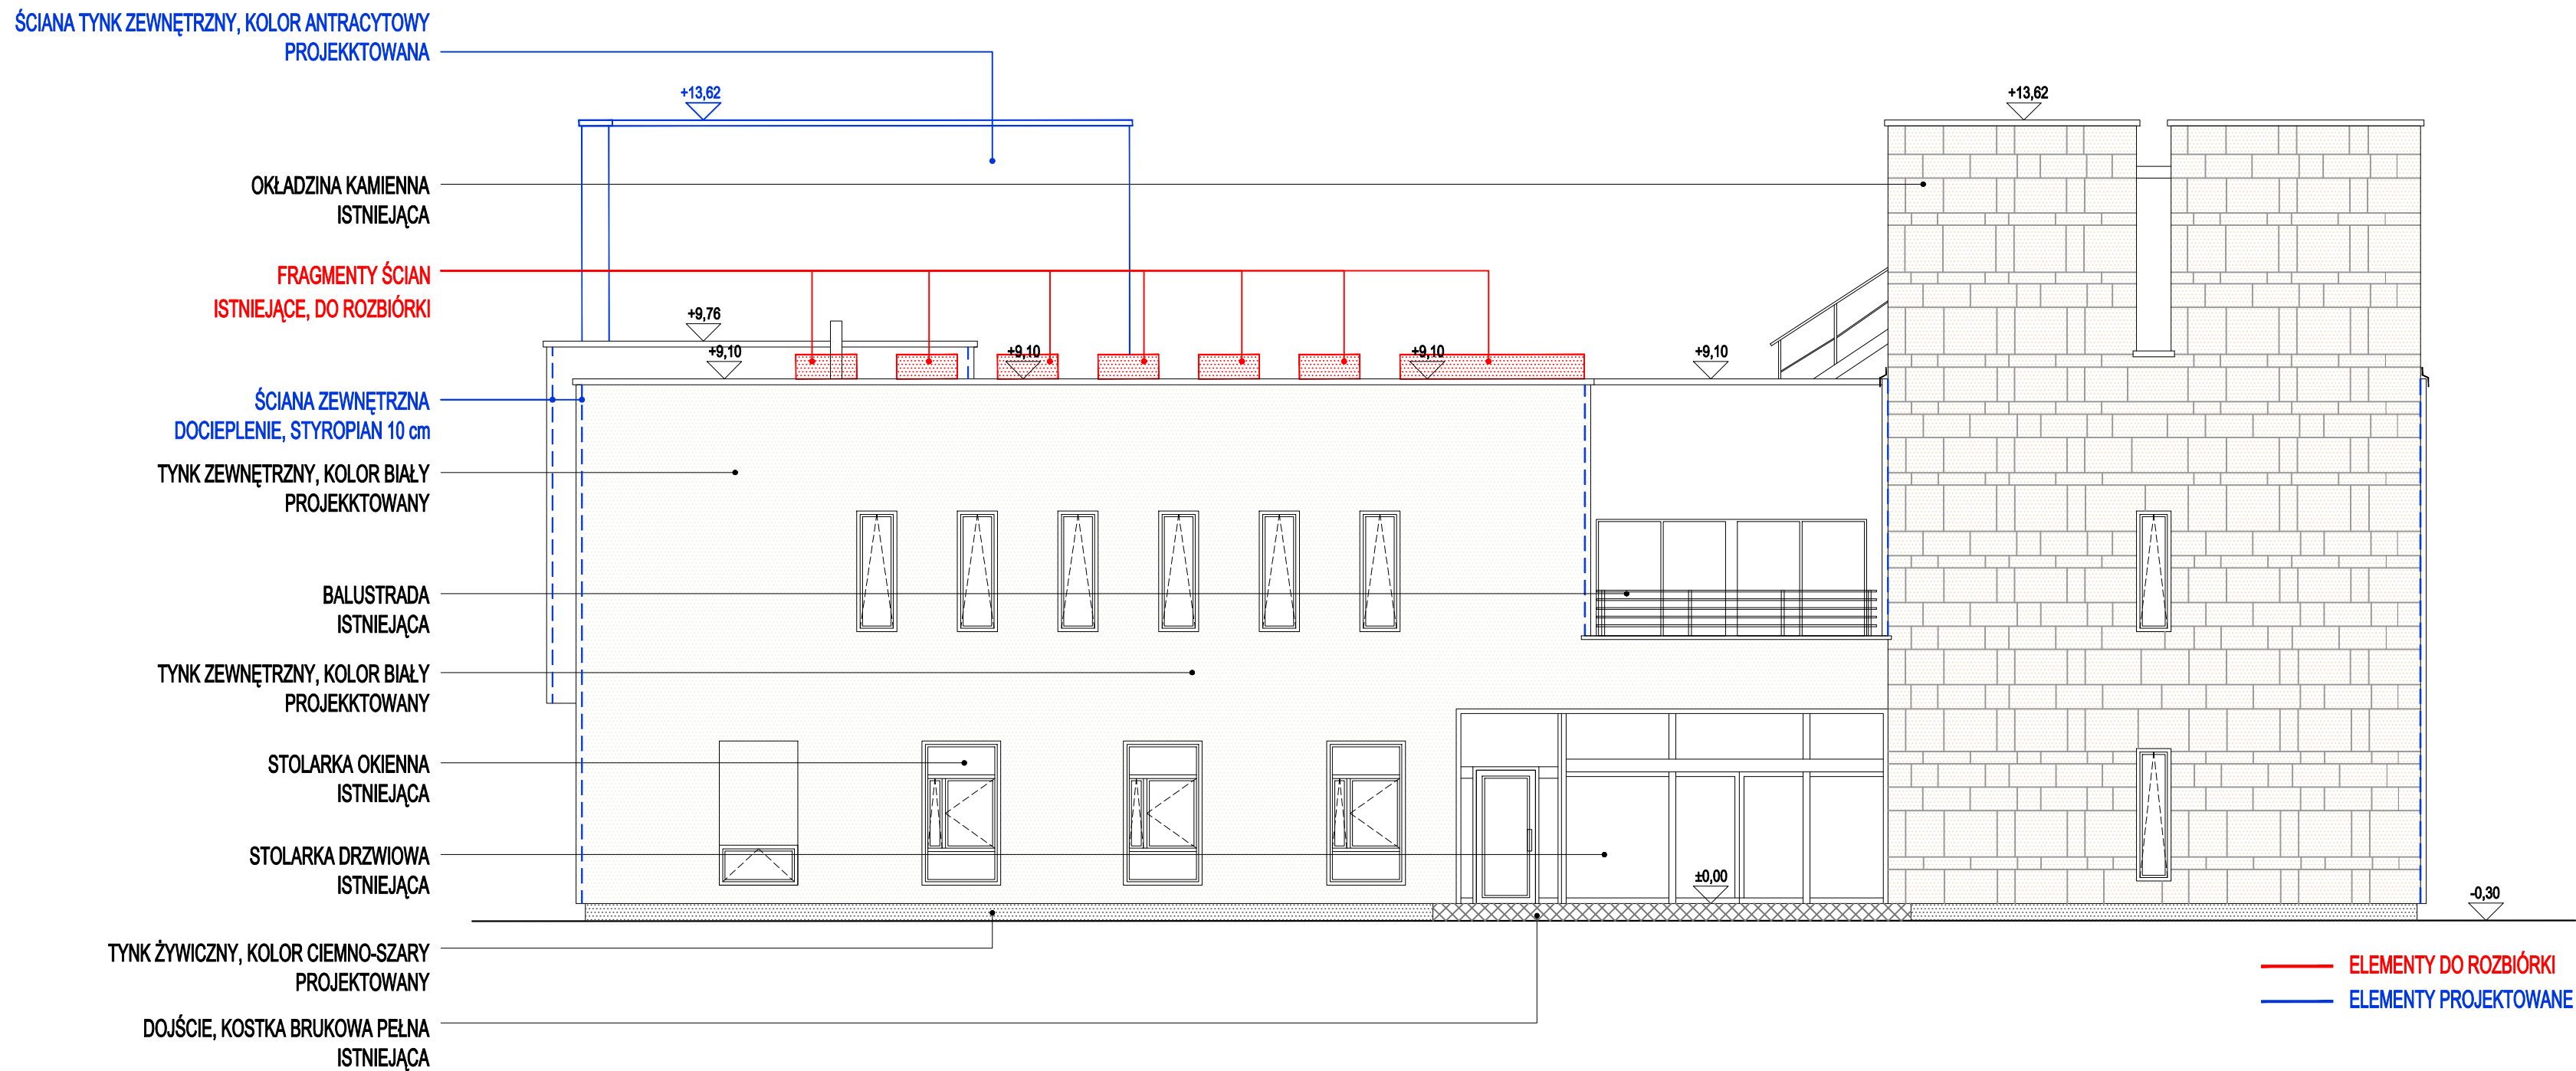 ŚCIANA TYNK ZEWNĘTRZNY, KOLOR ANTRACYTOWY
PROJEKKTOWANA
+13,62
+13,62
OKŁADZINA KAMIENNA
ISTNIEJĄCA
FRAGMENTY ŚCIAN
ISTNIEJĄCE, DO ROZBIÓRKI
+9,76
+9,10
+9,10
+9,10
+9,10
ŚCIANA ZEWNĘTRZNA
DOCIEPLENIE, STYROPIAN 10 cm
TYNK ZEWNĘTRZNY, KOLOR BIAŁY
PROJEKKTOWANY
BALUSTRADA
ISTNIEJĄCA
TYNK ZEWNĘTRZNY, KOLOR BIAŁY
PROJEKKTOWANY
STOLARKA OKIENNA
ISTNIEJĄCA
STOLARKA DRZWIOWA
ISTNIEJĄCA
±0,00
-0,30
TYNK ŻYWICZNY, KOLOR CIEMNO-SZARY
PROJEKTOWANY
DOJŚCIE, KOSTKA BRUKOWA PEŁNA
ISTNIEJĄCA
ELEMENTY DO ROZBIÓRKI
ELEMENTY PROJEKTOWANE